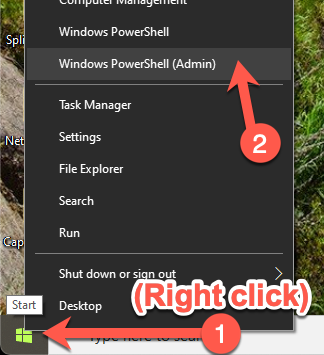 Computer Management
Windows PowerShell
Windows PowerShell (Admin)
2
Task Manager
Settings
File Explorer
Search
Run
Shut down or sign out
(Right click)
Desktop
Start
1
Type here to sear
Spli
Net
Cap